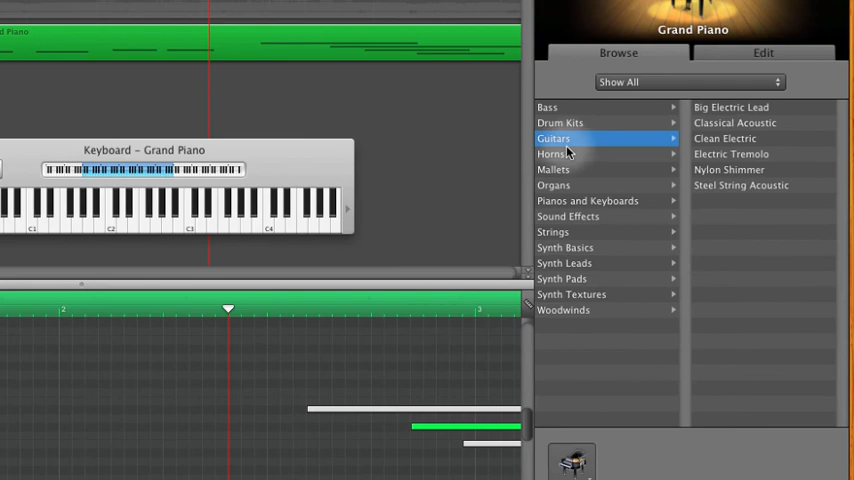 Grand Piano
no Piano
Browse
Edit
Show All
Bass
Big Electric Lead
Drum Kits
Classical Acoustic
Guitars
Clean Electric
Horns
Electric Tremolo
Keyboard – Grand Piano
Mallets
Nylon Shimmer
Organs
Steel String Acoustic
Pianos and Keyboards
Sound Effects
C1
C2
C3
C4
Strings
Synth Basics
Synth Leads
Synth Pads
Synth Textures
Woodwinds
2
3